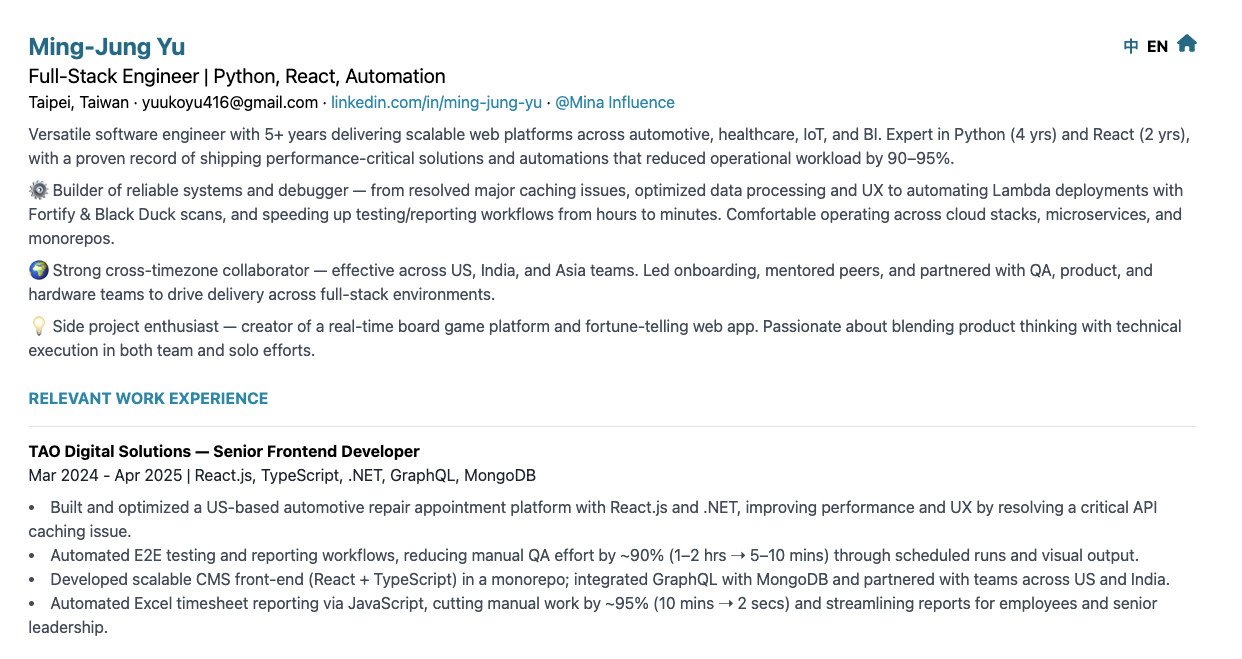 Ming-Jung Yu
中 EN
Full-Stack Engineer | Python, React, Automation
Taipei, Taiwan · yuukoyu416@gmail.com · linkedin.com/in/ming-jung-yu · @Mina Influence
Versatile software engineer with 5+ years delivering scalable web platforms across automotive, healthcare, IoT, and BI. Expert in Python (4 yrs) and React (2 yrs),
with a proven record of shipping performance-critical solutions and automations that reduced operational workload by 90–95%.
⚙️ Builder of reliable systems and debugger — from resolved major caching issues, optimized data processing and UX to automating Lambda deployments with
Fortify & Black Duck scans, and speeding up testing/reporting workflows from hours to minutes. Comfortable operating across cloud stacks, microservices, and
monorepos.
🌍 Strong cross-timezone collaborator — effective across US, India, and Asia teams. Led onboarding, mentored peers, and partnered with QA, product, and
hardware teams to drive delivery across full-stack environments.
💡 Side project enthusiast — creator of a real-time board game platform and fortune-telling web app. Passionate about blending product thinking with technical
execution in both team and solo efforts.
RELEVANT WORK EXPERIENCE
TAO Digital Solutions — Senior Frontend Developer
Mar 2024 - Apr 2025 | React.js, TypeScript, .NET, GraphQL, MongoDB
• Built and optimized a US-based automotive repair appointment platform with React.js and .NET, improving performance and UX by resolving a critical API
caching issue.
• Automated E2E testing and reporting workflows, reducing manual QA effort by ~90% (1–2 hrs → 5–10 mins) through scheduled runs and visual output.
• Developed scalable CMS front-end (React + TypeScript) in a monorepo; integrated GraphQL with MongoDB and partnered with teams across US and India.
• Automated Excel timesheet reporting via JavaScript, cutting manual work by ~95% (10 mins → 2 secs) and streamlining reports for employees and senior
leadership.